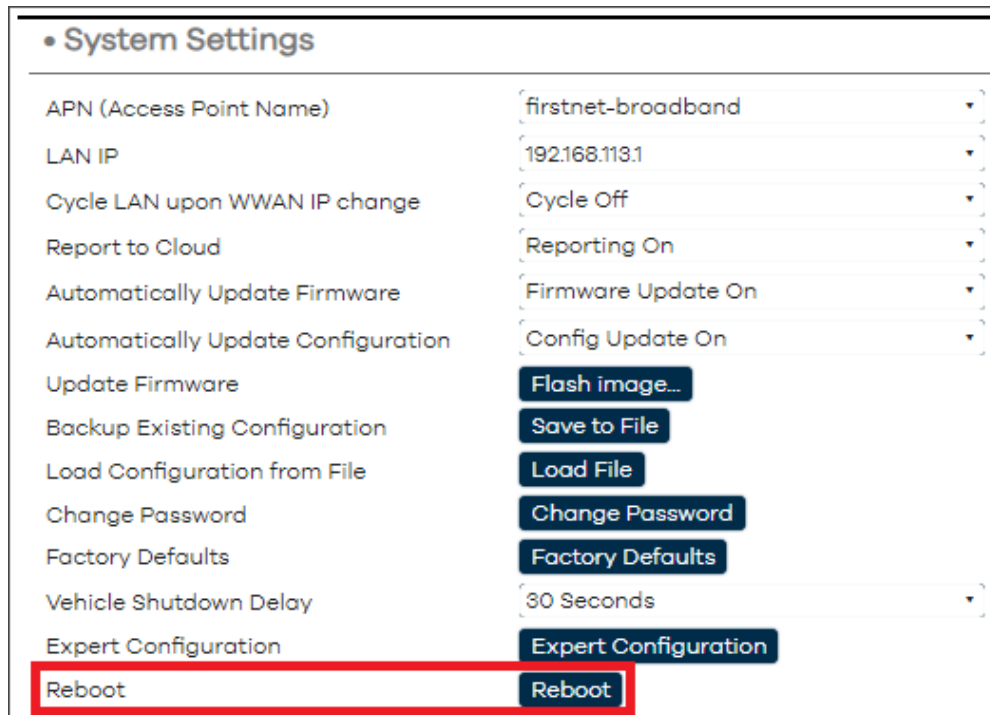 • System Settings
APN (Access Point Name) firstnet-broadband
LAN IP 192.168.113.1
Cycle LAN upon WWAN IP change Cycle Off
Report to Cloud Reporting On
Automatically Update Firmware Firmware Update On
Automatically Update Configuration Config Update On
Update Firmware Flash image...
Backup Existing Configuration Save to File
Load Configuration from File Load File
Change Password Change Password
Factory Defaults Factory Defaults
Vehicle Shutdown Delay 30 Seconds
Expert Configuration Expert Configuration
Reboot Reboot